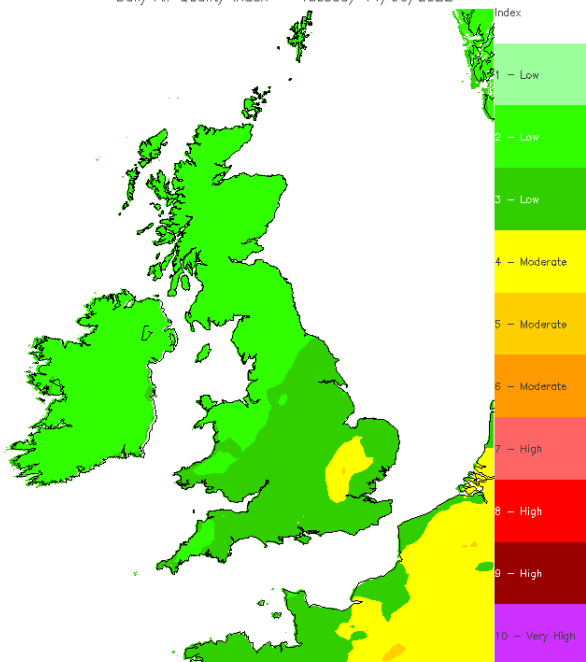 Index
1 - Low
2 - Low
3 - Low
4 - Moderate
5 - Moderate
6 - Moderate
7 - High
8 - High
9 - High
10 - Very High